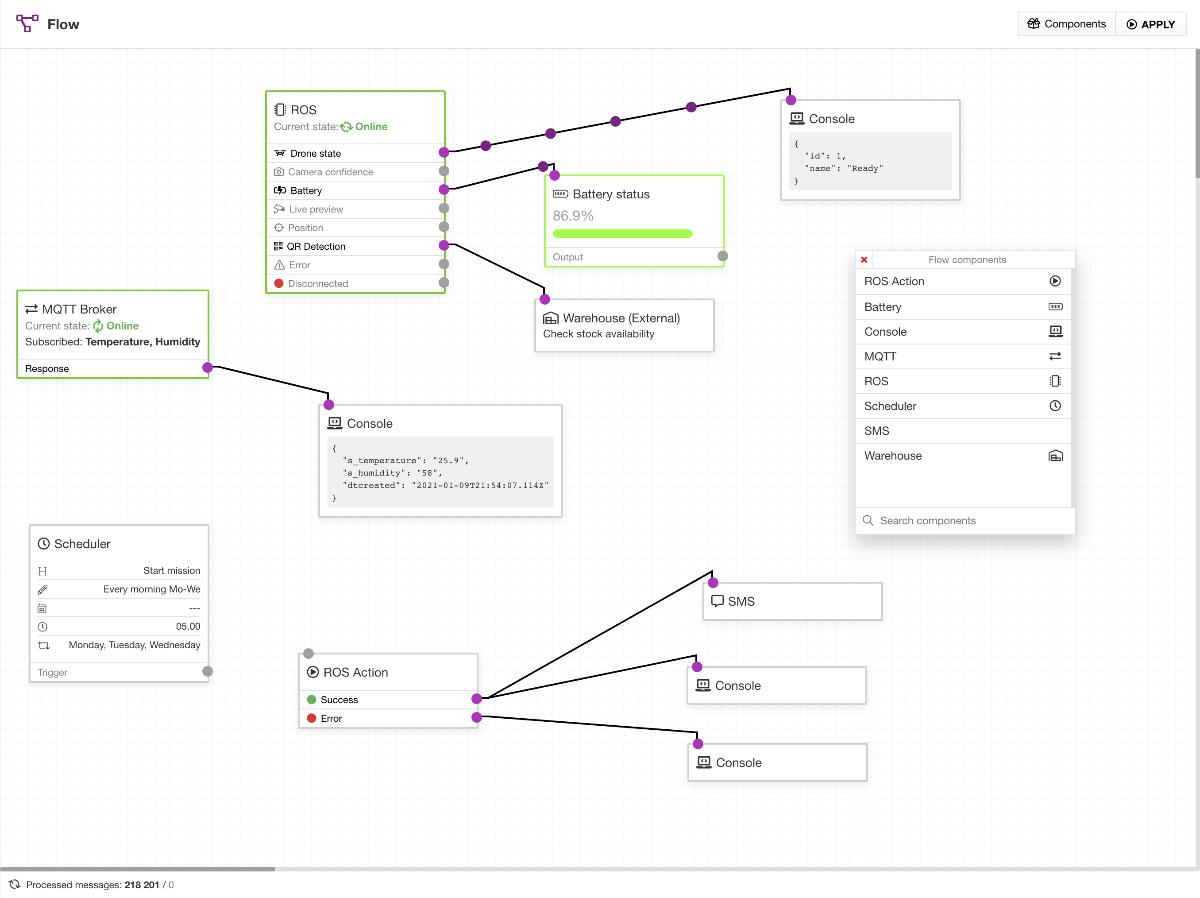 Flow
Components
APPLY
ROS
Current state: Online
Drone state
Camera confidence
Battery
Live preview
Position
QR Detection
Error
Disconnected
Console
{
"id": 1,
"name": "Ready"
}
Battery status
86.9%
Output
Warehouse (External)
Check stock availability
MQTT Broker
Current state: Online
Subscribed: Temperature, Humidity
Response
Console
{
"s_temperature": "25.9",
"s_humidity": "58",
"dtcreated": "2021-01-09T21:54:07.114Z"
}
Flow components
ROS Action
Battery
Console
MQTT
ROS
Scheduler
SMS
Warehouse
Search components
Scheduler
Start mission
Every morning Mo-We
---
05.00
Monday, Tuesday, Wednesday
Trigger
ROS Action
Success
Error
SMS
Console
Console
Processed messages: 218 201 / 0